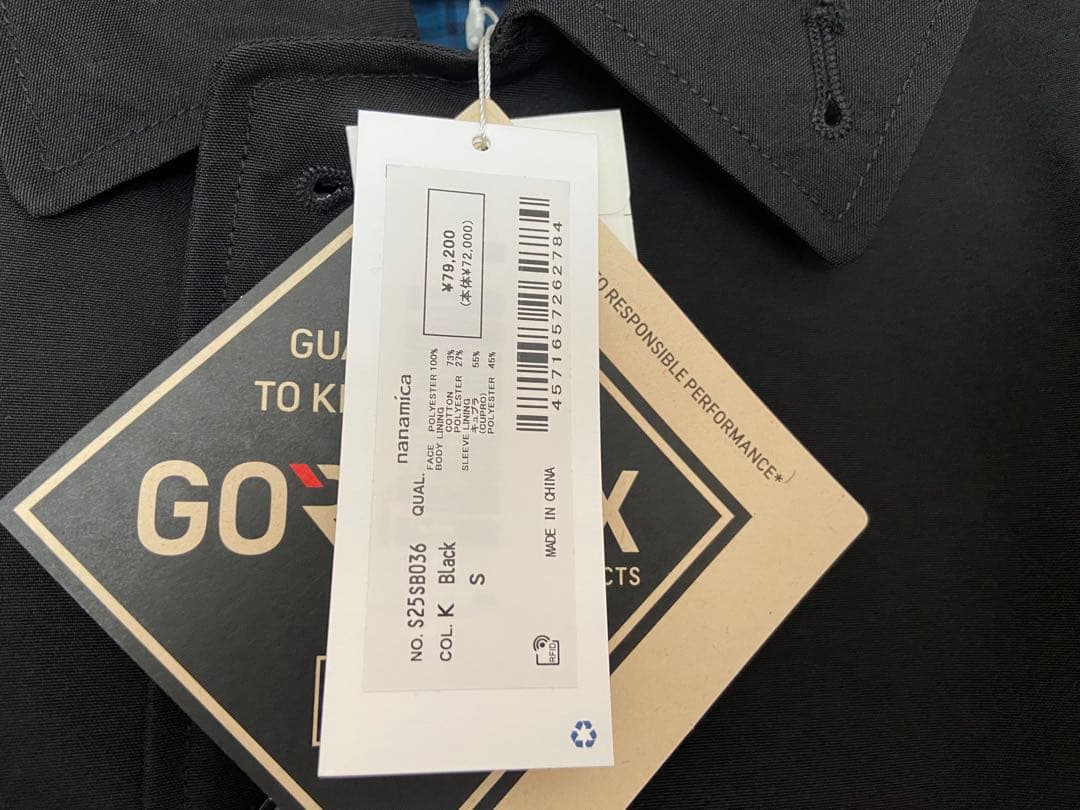 nanamica
NO. S25SB036 QUAL.
FACE POLYESTER 100%
BODY LINING
COTTON 73%
POLYESTER 27%
SLEEVE LINING
キュプラ 55%
(CUPRO)
POLYESTER 45%
COL. K Black
S
¥79,200
(本体¥72,000)
4571657262784
MADE IN CHINA
RFID
TO RESPONSIBLE PERFORMANCE*
TO
GO
X
CTS